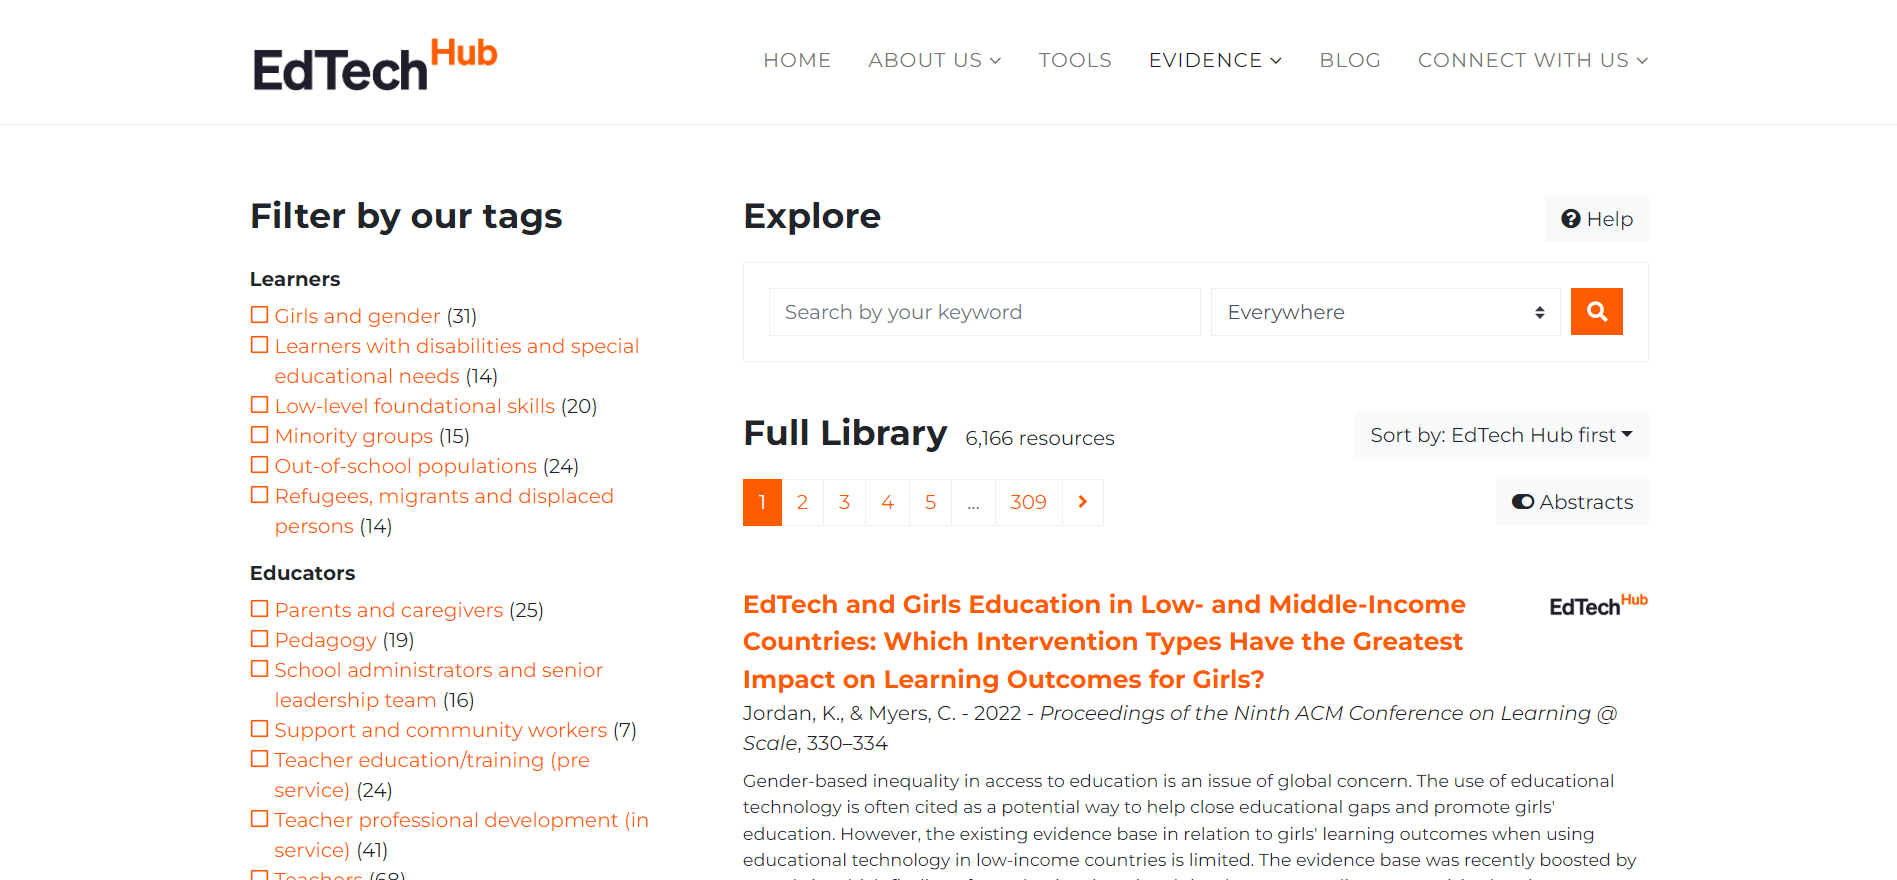 EdTech Hub
HOME
ABOUT US
TOOLS
EVIDENCE
BLOG
CONNECT WITH US
Filter by our tags
Learners
Girls and gender (31)
Learners with disabilities and special
educational needs (14)
Low-level foundational skills (20)
Minority groups (15)
Out-of-school populations (24)
Refugees, migrants and displaced
persons (14)
Educators
Parents and caregivers (25)
Pedagogy (19)
School administrators and senior
leadership team (16)
Support and community workers (7)
Teacher education/training (pre
service) (24)
Teacher professional development (in
service) (41)
Teachers (68)
Explore
Help
Search by your keyword
Everywhere
Full Library 6,166 resources
Sort by: EdTech Hub first
1 2 3 4 5 ... 309
Abstracts
EdTech and Girls Education in Low- and Middle-Income
Countries: Which Intervention Types Have the Greatest
Impact on Learning Outcomes for Girls?
EdTech Hub
Jordan, K., & Myers, C. - 2022 - Proceedings of the Ninth ACM Conference on Learning @
Scale, 330–334
Gender-based inequality in access to education is an issue of global concern. The use of educational
technology is often cited as a potential way to help close educational gaps and promote girls'
education. However, the existing evidence base in relation to girls' learning outcomes when using
educational technology in low-income countries is limited. The evidence base was recently boosted by